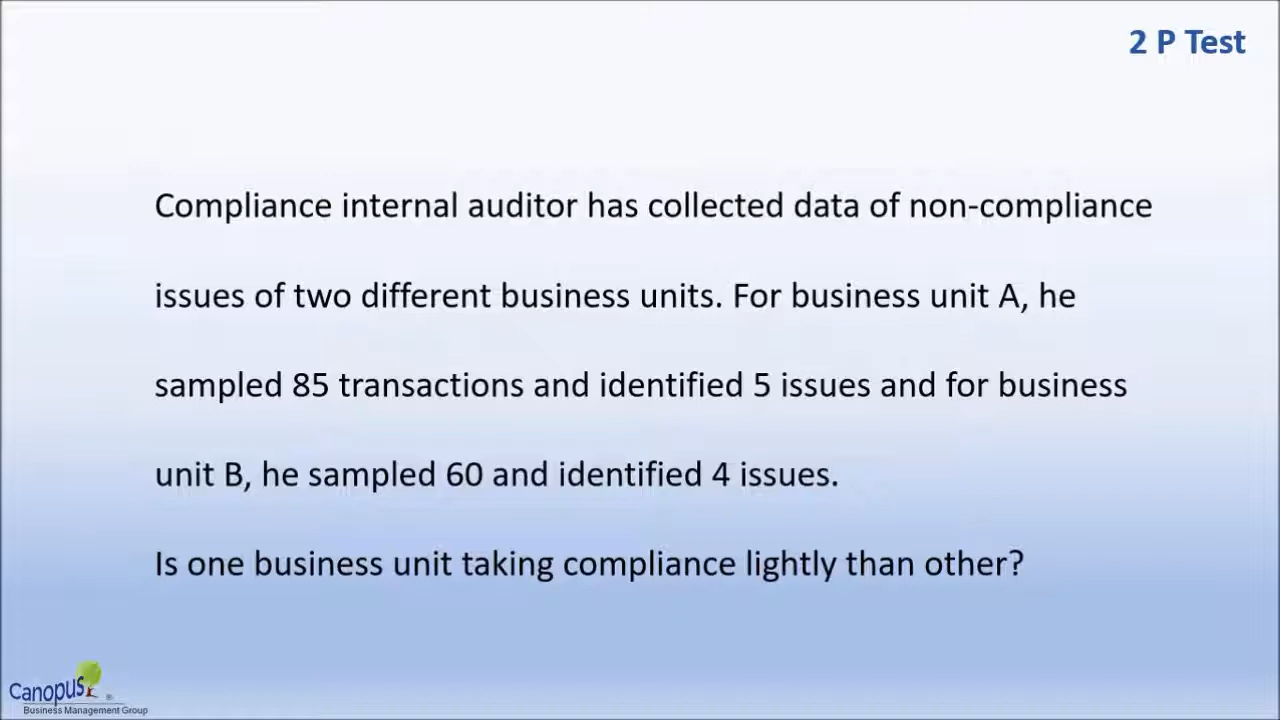 2 P Test
Compliance internal auditor has collected data of non-compliance
issues of two different business units. For business unit A, he
sampled 85 transactions and identified 5 issues and for business
unit B, he sampled 60 and identified 4 issues.
Is one business unit taking compliance lightly than other?
Canopus ®
Business Management Group